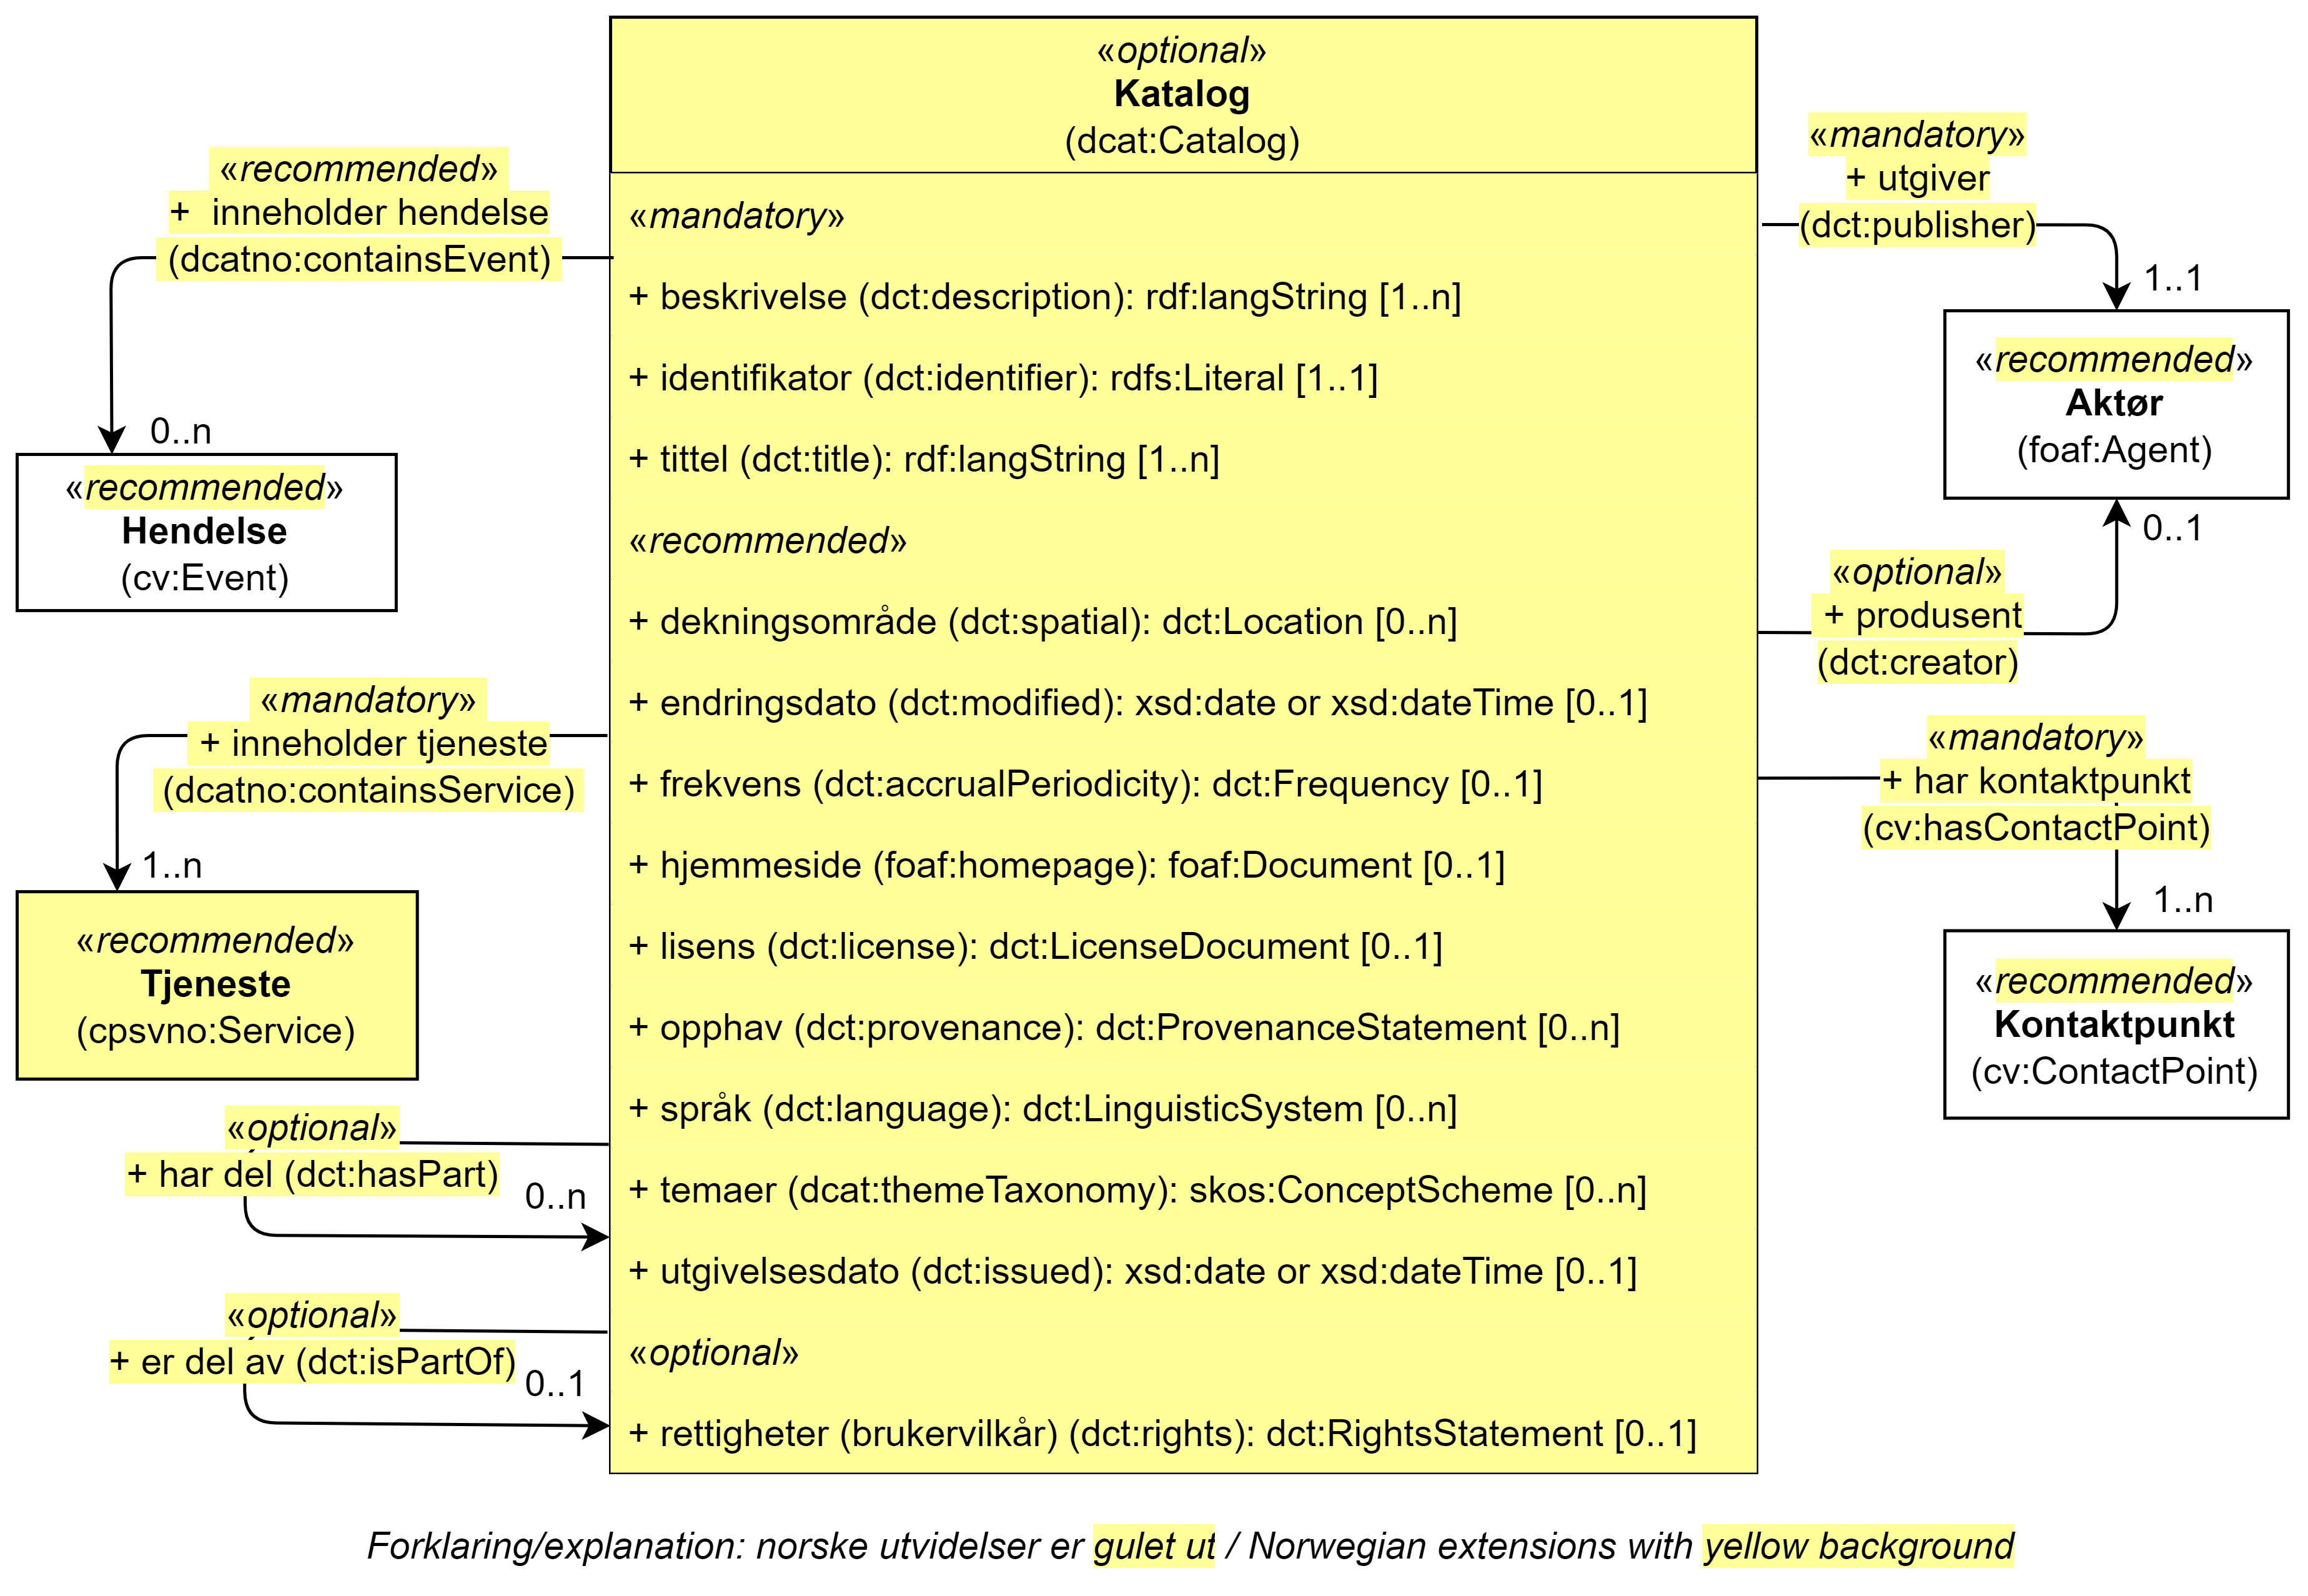 «optional»
Katalog
(dcat:Catalog)
«mandatory»
+ beskrivelse (dct:description): rdf:langString [1..n]
+ identifikator (dct:identifier): rdfs:Literal [1..1]
+ tittel (dct:title): rdf:langString [1..n]
«recommended»
+ dekningsområde (dct:spatial): dct:Location [0..n]
+ endringsdato (dct:modified): xsd:date or xsd:dateTime [0..1]
+ frekvens (dct:accrualPeriodicity): dct:Frequency [0..1]
+ hjemmeside (foaf:homepage): foaf:Document [0..1]
+ lisens (dct:license): dct:LicenseDocument [0..1]
+ opphav (dct:provenance): dct:ProvenanceStatement [0..n]
+ språk (dct:language): dct:LinguisticSystem [0..n]
+ temaer (dcat:themeTaxonomy): skos:ConceptScheme [0..n]
+ utgivelsesdato (dct:issued): xsd:date or xsd:dateTime [0..1]
«optional»
+ rettigheter (brukervilkår) (dct:rights): dct:RightsStatement [0..1]
«recommended»
+ inneholder hendelse
(dcatno:containsEvent)
0..n
«recommended»
Hendelse
(cv:Event)
«mandatory»
+ inneholder tjeneste
(dcatno:containsService)
1..n
«recommended»
Tjeneste
(cpsvno:Service)
«optional»
+ har del (dct:hasPart)
0..n
«optional»
+ er del av (dct:isPartOf)
0..1
«mandatory»
+ utgiver
(dct:publisher)
1..1
«recommended»
Aktør
(foaf:Agent)
0..1
«optional»
+ produsent
(dct:creator)
«mandatory»
+ har kontaktpunkt
(cv:hasContactPoint)
1..n
«recommended»
Kontaktpunkt
(cv:ContactPoint)
Forklaring/explanation: norske utvidelser er gulet ut / Norwegian extensions with yellow background